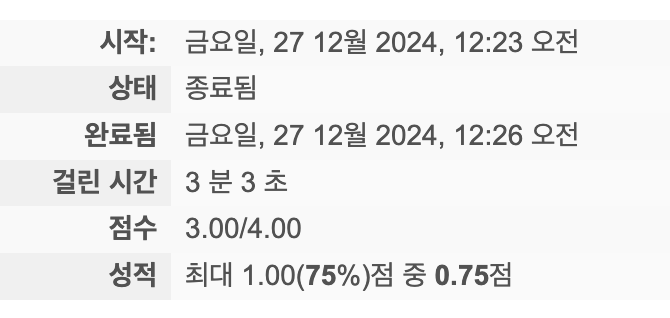 시작: 금요일, 27 12월 2024, 12:23 오전
상태 종료됨
완료됨 금요일, 27 12월 2024, 12:26 오전
걸린 시간 3 분 3 초
점수 3.00/4.00
성적 최대 1.00(75%)점 중 0.75점